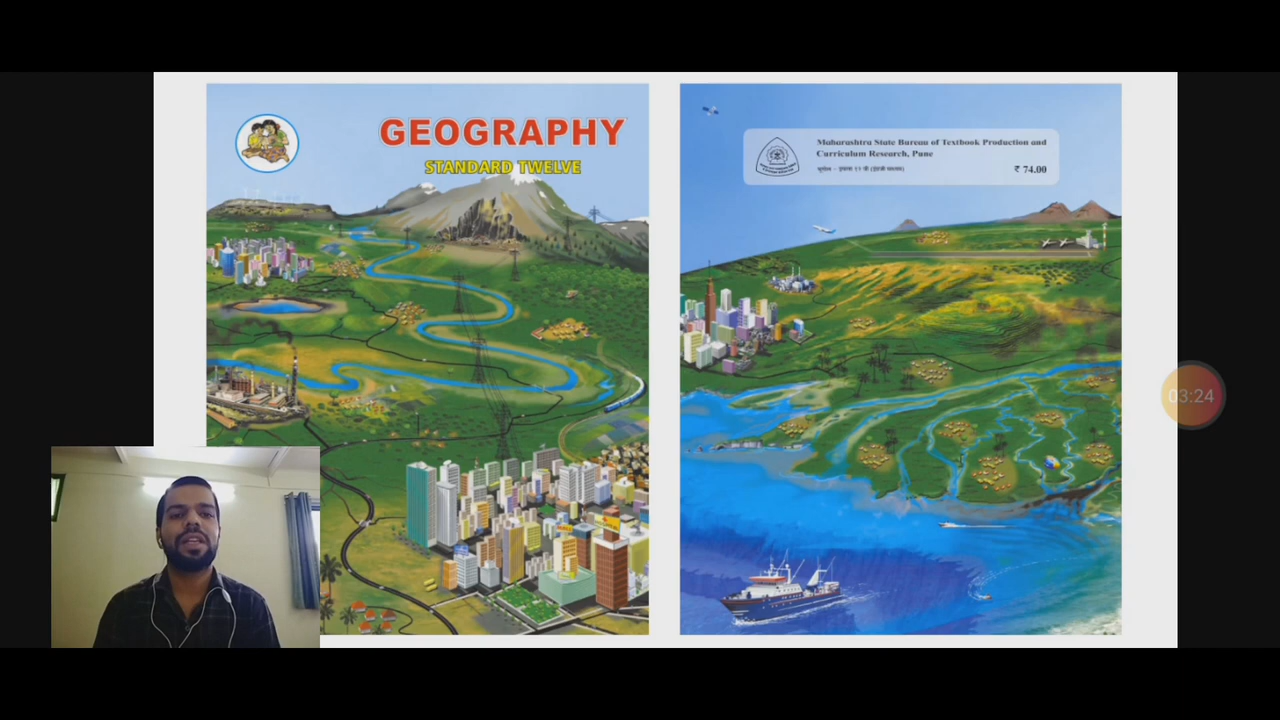 GEOGRAPHY
STANDARD TWELVE
Maharashtra State Bureau of Textbook Production and
Curriculum Research, Pune
₹ 74.00
03:24